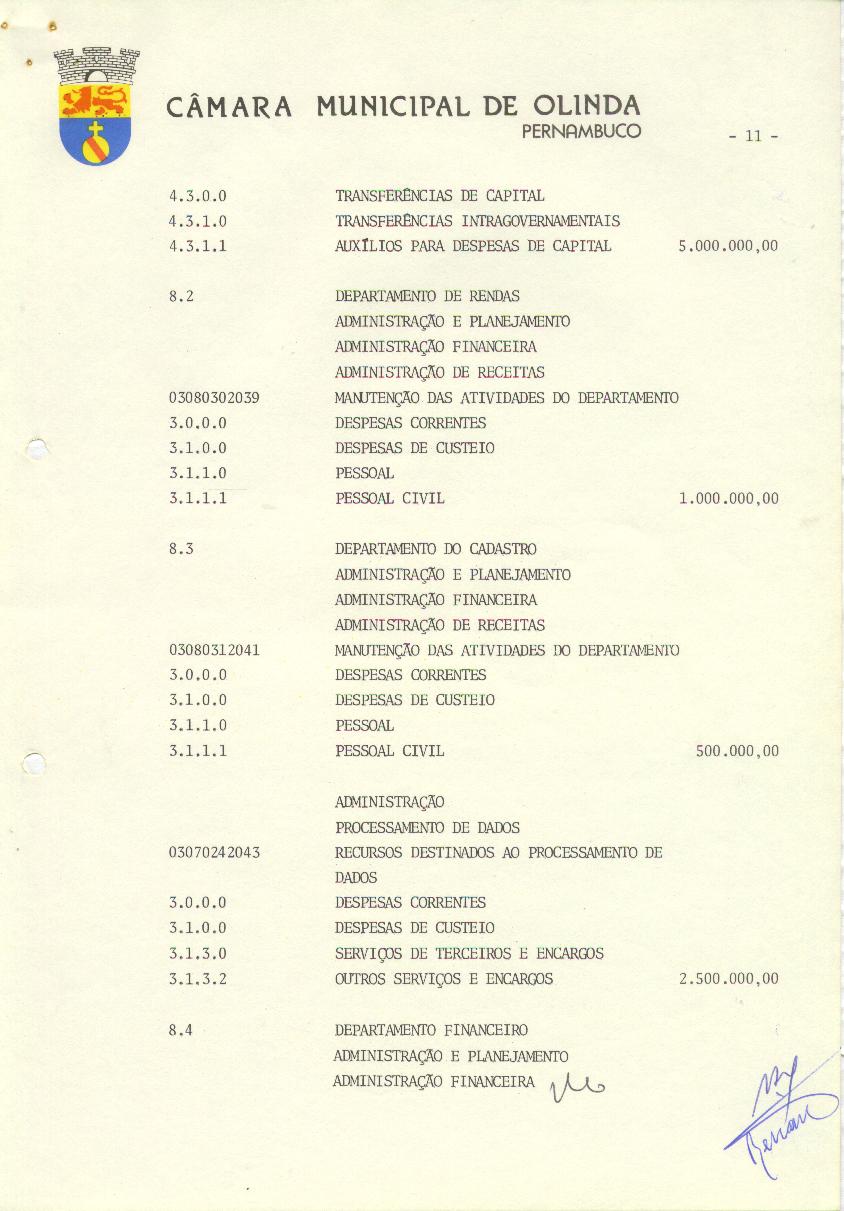 CÂMARA MUNICIPAL DE OLINDA
PERNAMBUCO
- 11 -
4.3.0.0 TRANSFERÊNCIAS DE CAPITAL
4.3.1.0 TRANSFERÊNCIAS INTRAGOVERNAMENTAIS
4.3.1.1 AUXÍLIOS PARA DESPESAS DE CAPITAL 5.000.000,00
8.2 DEPARTAMENTO DE RENDAS
ADMINISTRAÇÃO E PLANEJAMENTO
ADMINISTRAÇÃO FINANCEIRA
ADMINISTRAÇÃO DE RECEITAS
03080302039 MANUTENÇÃO DAS ATIVIDADES DO DEPARTAMENTO
3.0.0.0 DESPESAS CORRENTES
3.1.0.0 DESPESAS DE CUSTEIO
3.1.1.0 PESSOAL
3.1.1.1 PESSOAL CIVIL 1.000.000,00
8.3 DEPARTAMENTO DO CADASTRO
ADMINISTRAÇÃO E PLANEJAMENTO
ADMINISTRAÇÃO FINANCEIRA
ADMINISTRAÇÃO DE RECEITAS
03080312041 MANUTENÇÃO DAS ATIVIDADES DO DEPARTAMENTO
3.0.0.0 DESPESAS CORRENTES
3.1.0.0 DESPESAS DE CUSTEIO
3.1.1.0 PESSOAL
3.1.1.1 PESSOAL CIVIL 500.000,00
ADMINISTRAÇÃO
PROCESSAMENTO DE DADOS
03070242043 RECURSOS DESTINADOS AO PROCESSAMENTO DE
DADOS
3.0.0.0 DESPESAS CORRENTES
3.1.0.0 DESPESAS DE CUSTEIO
3.1.3.0 SERVIÇOS DE TERCEIROS E ENCARGOS
3.1.3.2 OUTROS SERVIÇOS E ENCARGOS 2.500.000,00
8.4 DEPARTAMENTO FINANCEIRO
ADMINISTRAÇÃO E PLANEJAMENTO
ADMINISTRAÇÃO FINANCEIRA